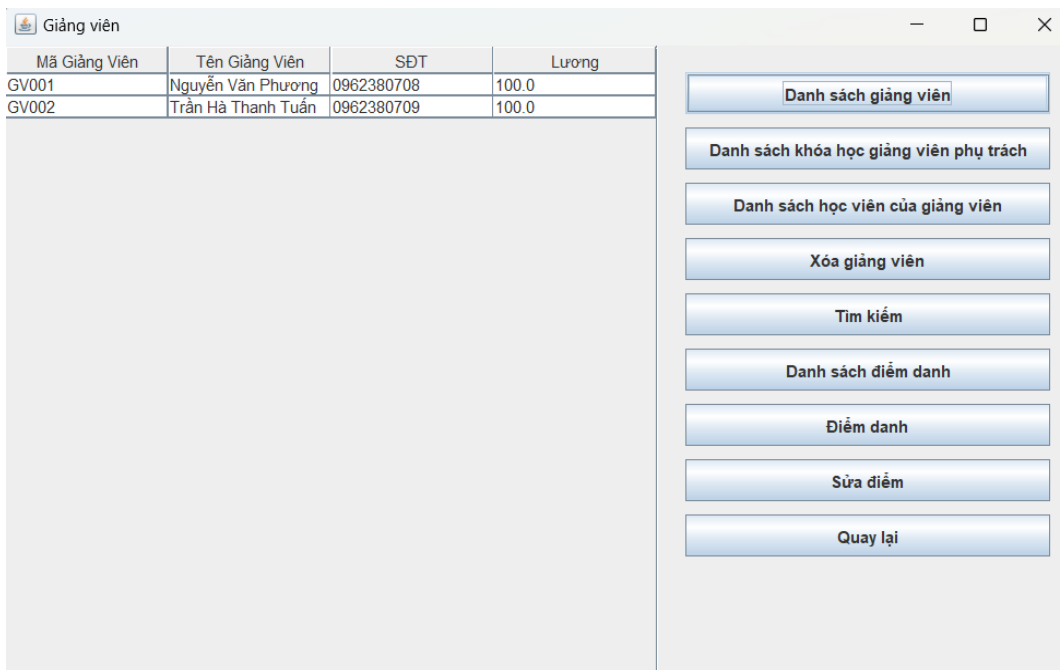 Giảng viên
Mã Giảng Viên Tên Giảng Viên SĐT Lương
GV001 Nguyễn Văn Phương 0962380708 100.0
GV002 Trần Hà Thanh Tuấn 0962380709 100.0
Danh sách giảng viên
Danh sách khóa học giảng viên phụ trách
Danh sách học viên của giảng viên
Xóa giảng viên
Tìm kiếm
Danh sách điểm danh
Điểm danh
Sửa điểm
Quay lại